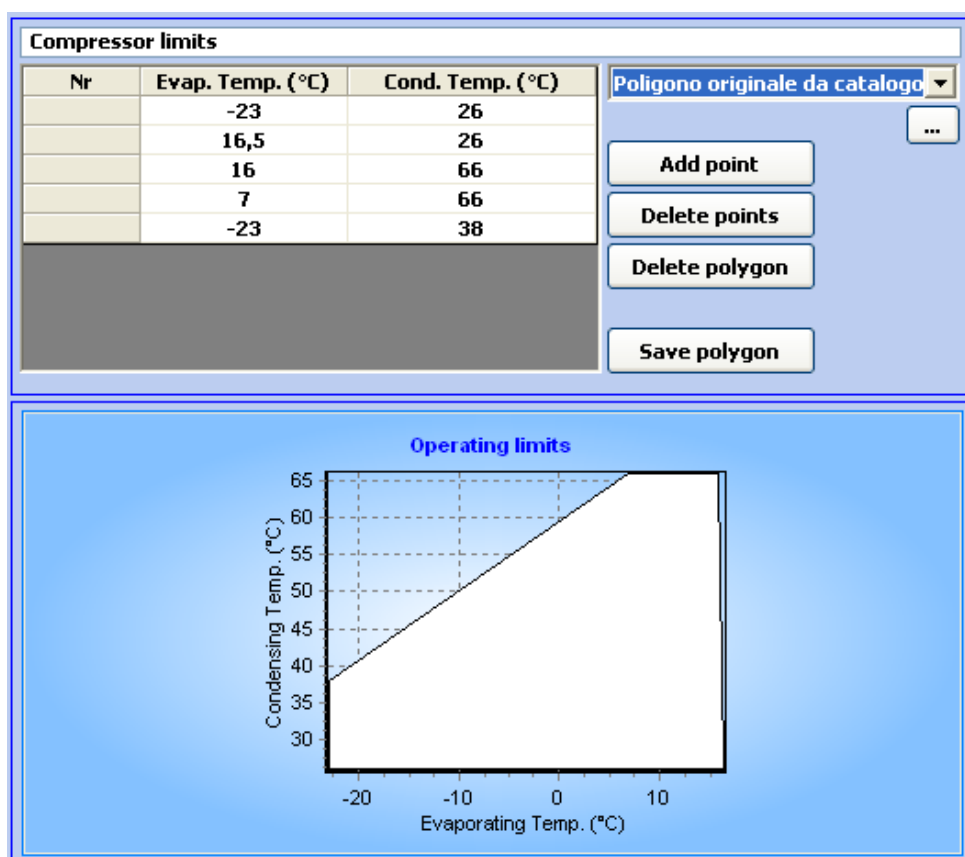 Compressor limits
Nr Evap. Temp. (°C) Cond. Temp. (°C)
-23 26
16,5 26
16 66
7 66
-23 38
Poligono originale da catalogo
...
Add point
Delete points
Delete polygon
Save polygon
Operating limits
Condensing Temp. (°C)
65
60
55
50
45
40
35
30
-20 -10 0 10
Evaporating Temp. (°C)